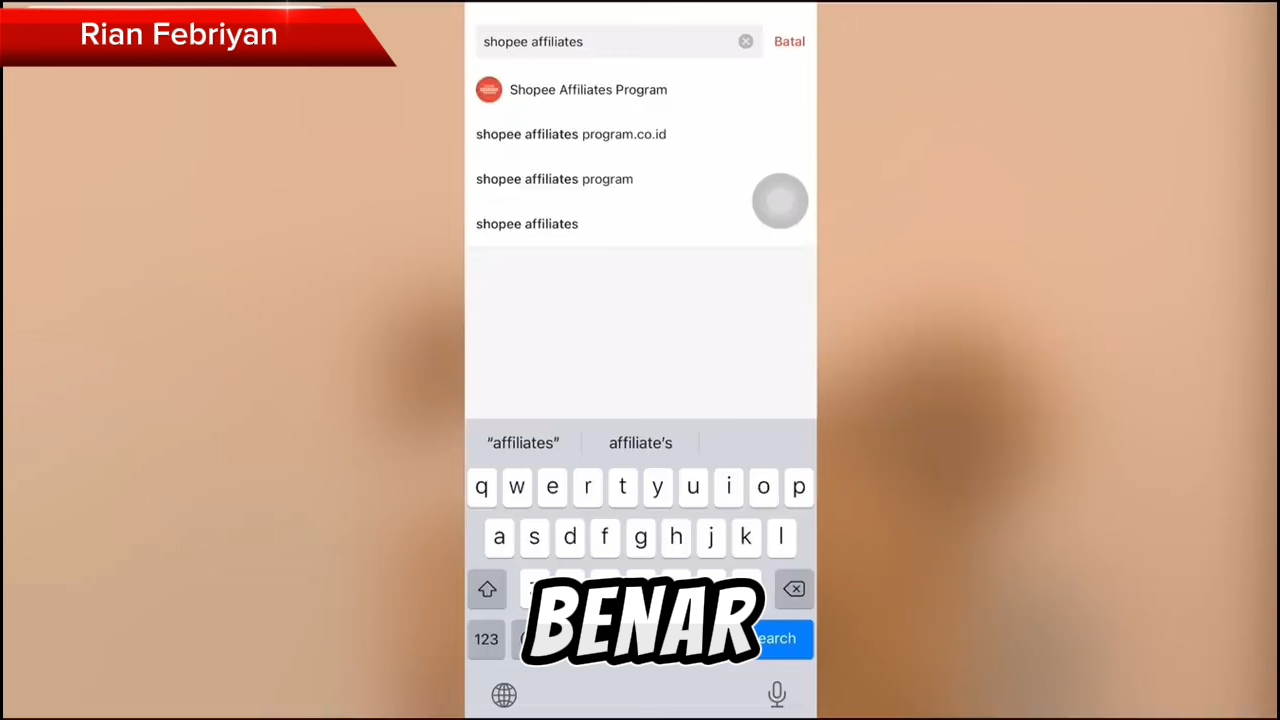 Rian Febriyan
shopee affiliates
Batal
Shopee Affiliates Program
shopee affiliates program.co.id
shopee affiliates program
shopee affiliates
“affiliates”
affiliate’s
q w e r t y u i o p
a s d f g h j k l
BENAR
123
earch